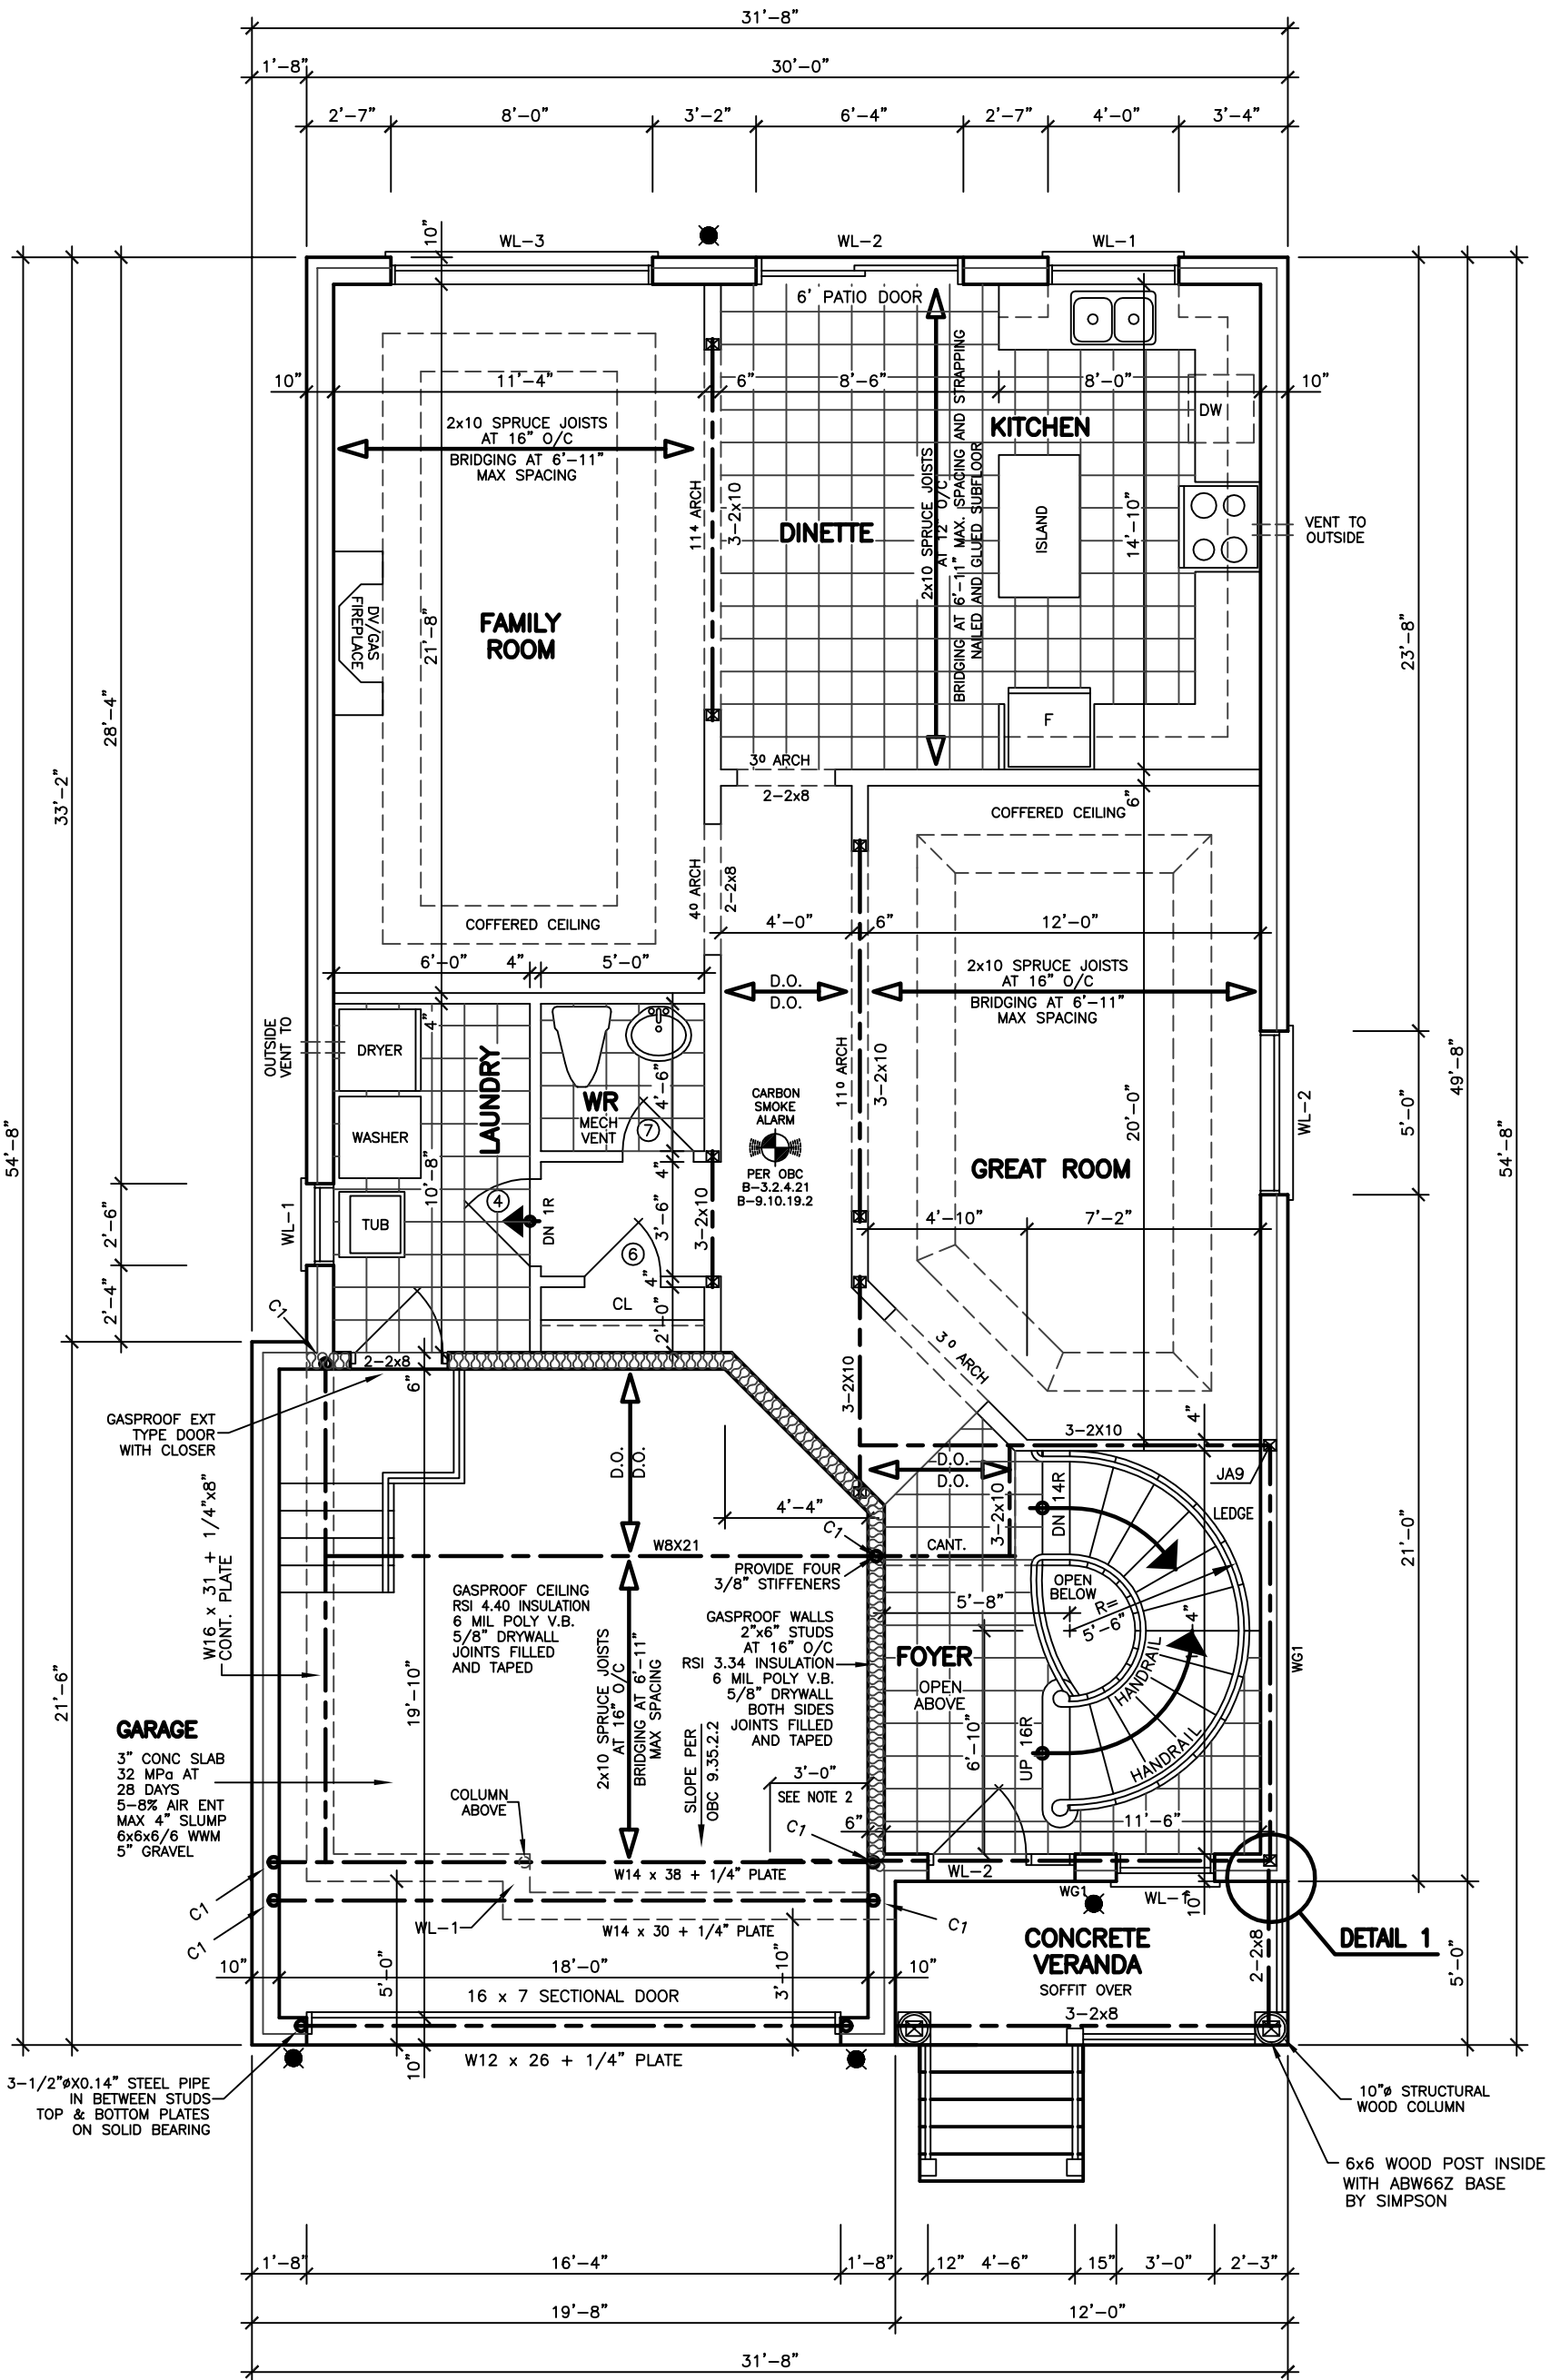 31'-8"
1'-8"
30'-0"
2'-7"
8'-0"
3'-2"
6'-4"
2'-7"
4'-0"
3'-4"
10"
WL-3
WL-2
WL-1
6' PATIO DOOR
10"
11'-4"
6"
8'-6"
8'-0"
10"
DW
KITCHEN
2x10 SPRUCE JOISTS
AT 16" O/C
BRIDGING AT 6'-11"
MAX SPACING
11⁴ ARCH
3-2x10
DINETTE
2x10 SPRUCE JOISTS
AT 12" O/C
BRIDGING AT 6'-11" MAX. SPACING AND STRAPPING
NAILED AND GLUED SUBFLOOR
ISLAND
14'-10"
VENT TO
OUTSIDE
DV/GAS
FIREPLACE
FAMILY
ROOM
21'-8"
23'-8"
28'-4"
33'-2"
F
3⁰ ARCH
2-2x8
6"
COFFERED CEILING
4⁰ ARCH
2-2x8
COFFERED CEILING
4'-0"
6"
12'-0"
6'-0"
4"
5'-0"
D.O.
D.O.
2x10 SPRUCE JOISTS
AT 16" O/C
BRIDGING AT 6'-11"
MAX SPACING
OUTSIDE
VENT TO
DRYER
4"
LAUNDRY
WR
MECH
VENT
4'-6"
7
11⁰ ARCH
3-2x10
CARBON
SMOKE
ALARM
PER OBC
B-3.2.4.21
B-9.10.19.2
WASHER
10'-8"
4"
GREAT ROOM
20'-0"
WL-2
5'-0"
49'-8"
54'-8"
54'-8"
WL-1
2'-6"
2'-4"
TUB
4
DN 1R
3'-6"
3-2x10
6
4"
CL
2'-0"
4'-10"
7'-2"
C1
2-2x8
6"
3⁰ ARCH
3-2X10
GASPROOF EXT
TYPE DOOR
WITH CLOSER
3-2X10
4"
D.O.
D.O.
D.O.
D.O.
JA9
LEDGE
DN 14R
3-2x10
4'-4"
C1
W8X21
CANT.
PROVIDE FOUR
3/8" STIFFENERS
W16 x 31 + 1/4"x8"
CONT. PLATE
GASPROOF CEILING
RSI 4.40 INSULATION
6 MIL POLY V.B.
5/8" DRYWALL
JOINTS FILLED
AND TAPED
2x10 SPRUCE JOISTS
AT 16" O/C
BRIDGING AT 6'-11"
MAX SPACING
GASPROOF WALLS
2"x6" STUDS
AT 16" O/C
RSI 3.34 INSULATION
6 MIL POLY V.B.
5/8" DRYWALL
BOTH SIDES
JOINTS FILLED
AND TAPED
5'-8"
OPEN
BELOW
R=
5'-6"
FOYER
OPEN
ABOVE
HANDRAIL
HANDRAIL
WG1
21'-0"
21'-6"
19'-10"
6'-10"
UP 16R
SLOPE PER
OBC 9.35.2.2
GARAGE
3" CONC SLAB
32 MPa AT
28 DAYS
5-8% AIR ENT
MAX 4" SLUMP
6x6x6/6 WWM
5" GRAVEL
COLUMN
ABOVE
3'-0"
SEE NOTE 2
C1
6"
11'-6"
C1
C1
W14 x 38 + 1/4" PLATE
WL-2
WG1
WL-1
10"
WL-1
W14 x 30 + 1/4" PLATE
C1
CONCRETE
VERANDA
SOFFIT OVER
DETAIL 1
2-2x8
5'-0"
10"
5'-0"
18'-0"
3'-10"
10"
16 x 7 SECTIONAL DOOR
3-2x8
10"
W12 x 26 + 1/4" PLATE
3-1/2"øX0.14" STEEL PIPE
IN BETWEEN STUDS
TOP & BOTTOM PLATES
ON SOLID BEARING
10"ø STRUCTURAL
WOOD COLUMN
6x6 WOOD POST INSIDE
WITH ABW66Z BASE
BY SIMPSON
1'-8"
16'-4"
1'-8"
12"
4'-6"
15"
3'-0"
2'-3"
19'-8"
12'-0"
31'-8"